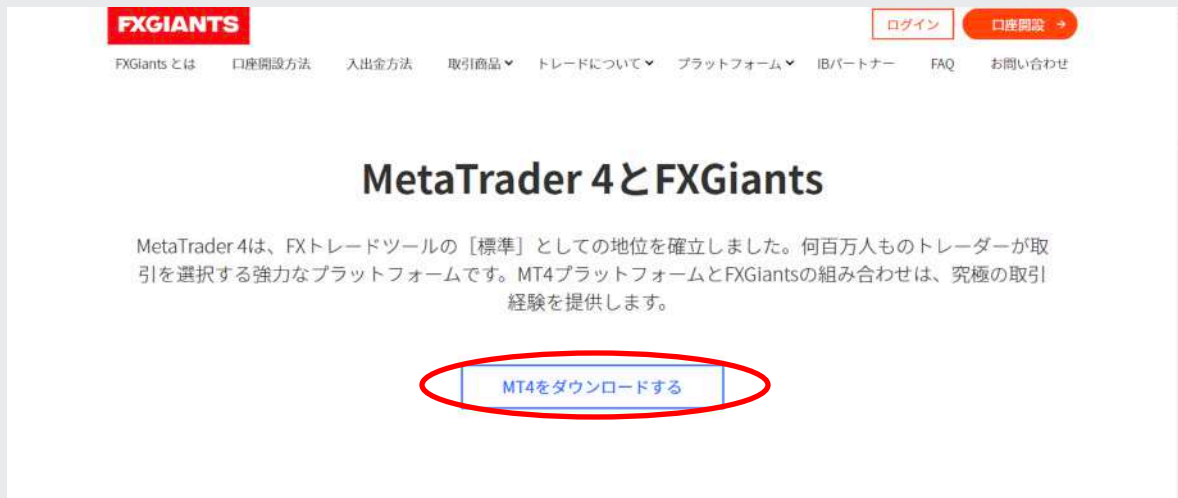 FXGIANTS
ログイン
口座開設 →
FXGiants とは 口座開設方法 入出金方法 取引商品 トレードについて プラットフォーム IBパートナー FAQ お問い合わせ
MetaTrader 4とFXGiants
MetaTrader 4は、FXトレードツールの［標準］としての地位を確立しました。何百万人ものトレーダーが取
引を選択する強力なプラットフォームです。MT4プラットフォームとFXGiantsの組み合わせは、究極の取引
経験を提供します。
MT4をダウンロードする